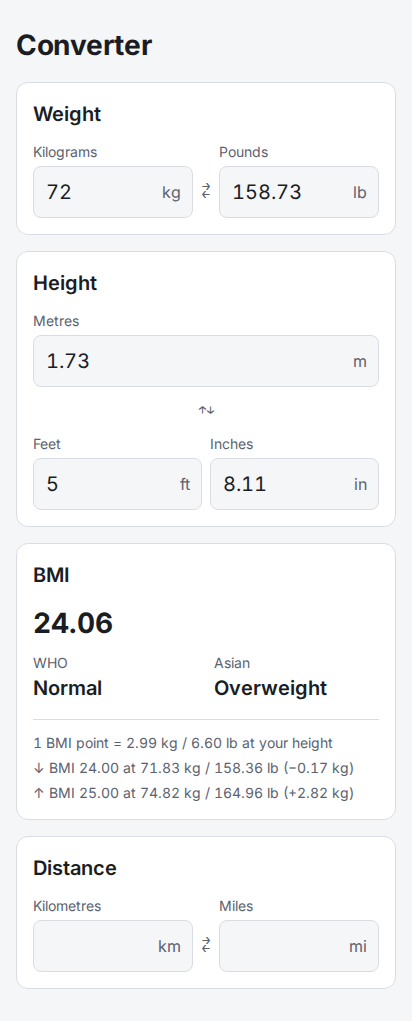 Converter
Weight
Kilograms Pounds
72 kg ⇄ 158.73 lb
Height
Metres
1.73 m
↑↓
Feet Inches
5 ft 8.11 in
BMI
24.06
WHO Asian
Normal Overweight
1 BMI point = 2.99 kg / 6.60 lb at your height
↓ BMI 24.00 at 71.83 kg / 158.36 lb (−0.17 kg)
↑ BMI 25.00 at 74.82 kg / 164.96 lb (+2.82 kg)
Distance
Kilometres Miles
km ⇄ mi